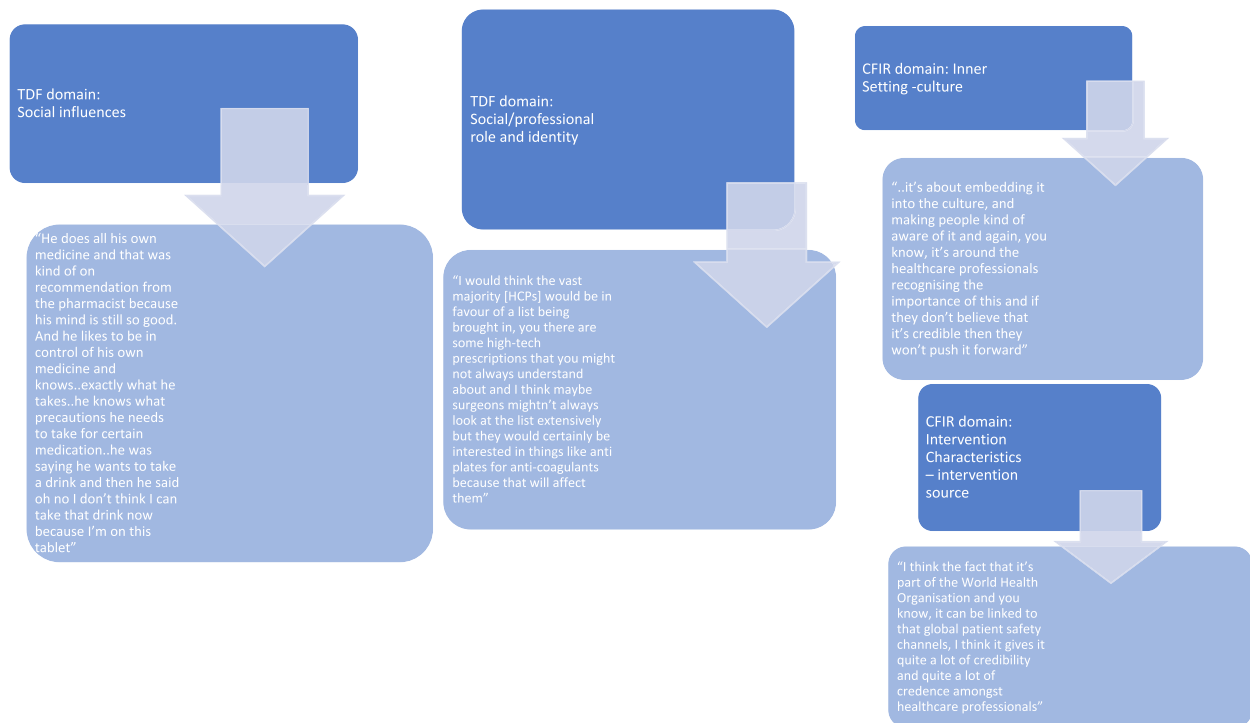 TDF domain:
Social influences
“He does all his own
medicine and that was
kind of on
recommendation from
the pharmacist because
his mind is still so good.
And he likes to be in
control of his own
medicine and
knows..exactly what he
takes..he knows what
precautions he needs
to take for certain
medication..he was
saying he wants to take
a drink and then he said
oh no I don’t think I can
take that drink now
because I’m on this
tablet”
TDF domain:
Social/professional
role and identity
“I would think the vast
majority [HCPs] would be in
favour of a list being
brought in, you there are
some high-tech
prescriptions that you might
not always understand
about and I think maybe
surgeons mightn’t always
look at the list extensively
but they would certainly be
interested in things like anti
plates for anti-coagulants
because that will affect
them”
CFIR domain: Inner
Setting -culture
“..it’s about embedding it
into the culture, and
making people kind of
aware of it and again, you
know, it’s around the
healthcare professionals
recognising the
importance of this and if
they don’t believe that
it’s credible then they
won’t push it forward”
CFIR domain:
Intervention
Characteristics
– intervention
source
“I think the fact that it’s
part of the World Health
Organisation and you
know, it can be linked to
that global patient safety
channels, I think it gives it
quite a lot of credibility
and quite a lot of
credence amongst
healthcare professionals”